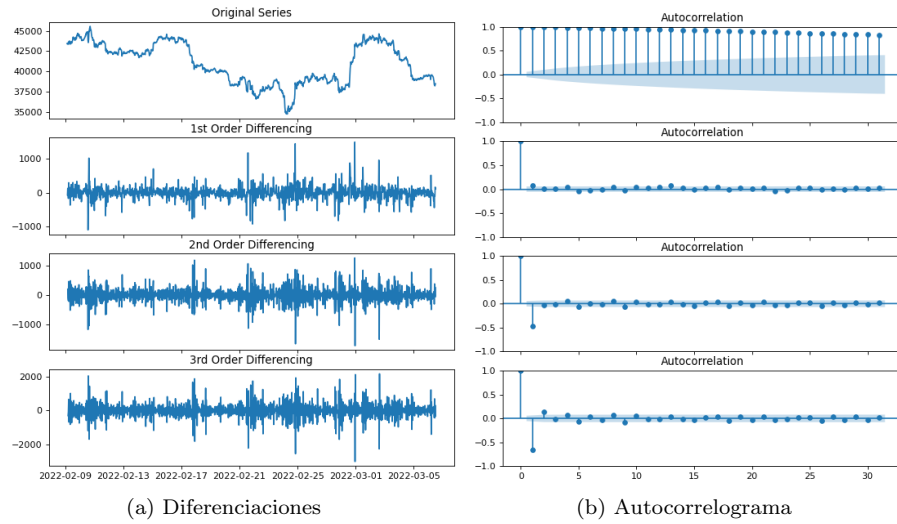 Original Series
45000
42500
40000
37500
35000
1st Order Differencing
1000
0
−1000
2nd Order Differencing
1000
0
−1000
3rd Order Differencing
2000
0
−2000
2022-02-09 2022-02-13 2022-02-17 2022-02-21 2022-02-25 2022-03-01 2022-03-05
(a) Diferenciaciones
Autocorrelation
1.0
0.5
0.0
−0.5
−1.0
Autocorrelation
1.0
0.5
0.0
−0.5
−1.0
Autocorrelation
1.0
0.5
0.0
−0.5
−1.0
Autocorrelation
1.0
0.5
0.0
−0.5
−1.0
0 5 10 15 20 25 30
(b) Autocorrelograma